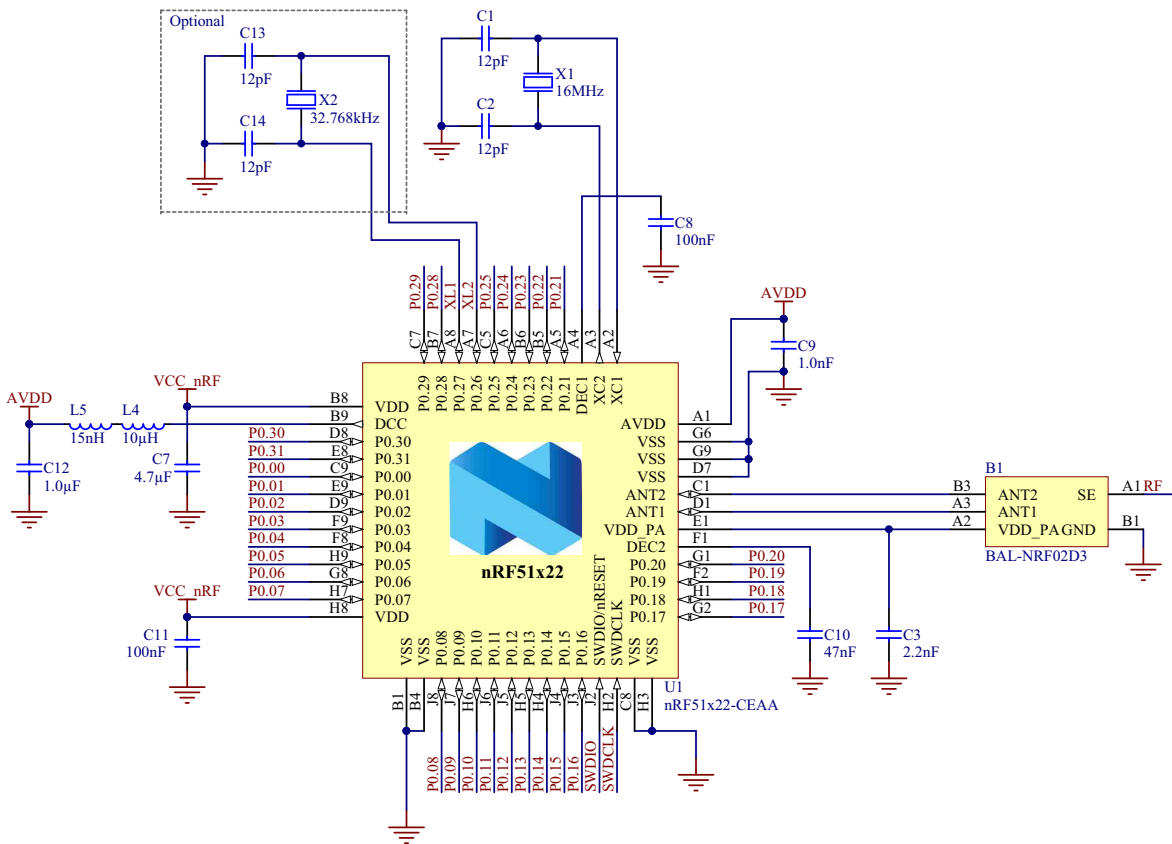 Optional
C13
12pF
X2
32.768kHz
C14
12pF
C1
12pF
X1
16MHz
C2
12pF
C8
100nF
P0.29
P0.28
XL1
XL2
P0.25
P0.24
P0.23
P0.22
P0.21
C7
B7
A8
A7
C5
A6
B6
B5
A5
A4
A3
A2
P0.29
P0.28
P0.27
P0.26
P0.25
P0.24
P0.23
P0.22
P0.21
DEC1
XC2
XC1
AVDD
C9
1.0nF
AVDD
L5
15nH
L4
10µH
VCC_nRF
C12
1.0µF
C7
4.7µF
B8 VDD
B9 DCC
P0.30 D8 P0.30
P0.31 E8 P0.31
P0.00 C9 P0.00
P0.01 E9 P0.01
P0.02 D9 P0.02
P0.03 F9 P0.03
P0.04 F8 P0.04
P0.05 H9 P0.05
P0.06 G8 P0.06
P0.07 H7 P0.07
VCC_nRF
H8 VDD
C11
100nF
nRF51x22
AVDD A1
VSS G6
VSS G9
VSS D7
ANT2 C1
ANT1 D1
VDD_PA E1
DEC2 F1
P0.20 G1 P0.20
P0.19 F2 P0.19
P0.18 H1 P0.18
P0.17 G2 P0.17
B1
B3 ANT2 SE A1 RF
A3 ANT1
A2 VDD_PA GND B1
BAL-NRF02D3
C10
47nF
C3
2.2nF
VSS
VSS
P0.08
P0.09
P0.10
P0.11
P0.12
P0.13
P0.14
P0.15
P0.16
SWDIO/nRESET
SWDCLK
VSS
VSS
U1
nRF51x22-CEAA
B1
B4
J8
J7
H6
J6
J5
H5
H4
J4
J3
J2
H2
C8
H3
P0.08
P0.09
P0.10
P0.11
P0.12
P0.13
P0.14
P0.15
P0.16
SWDIO
SWDCLK